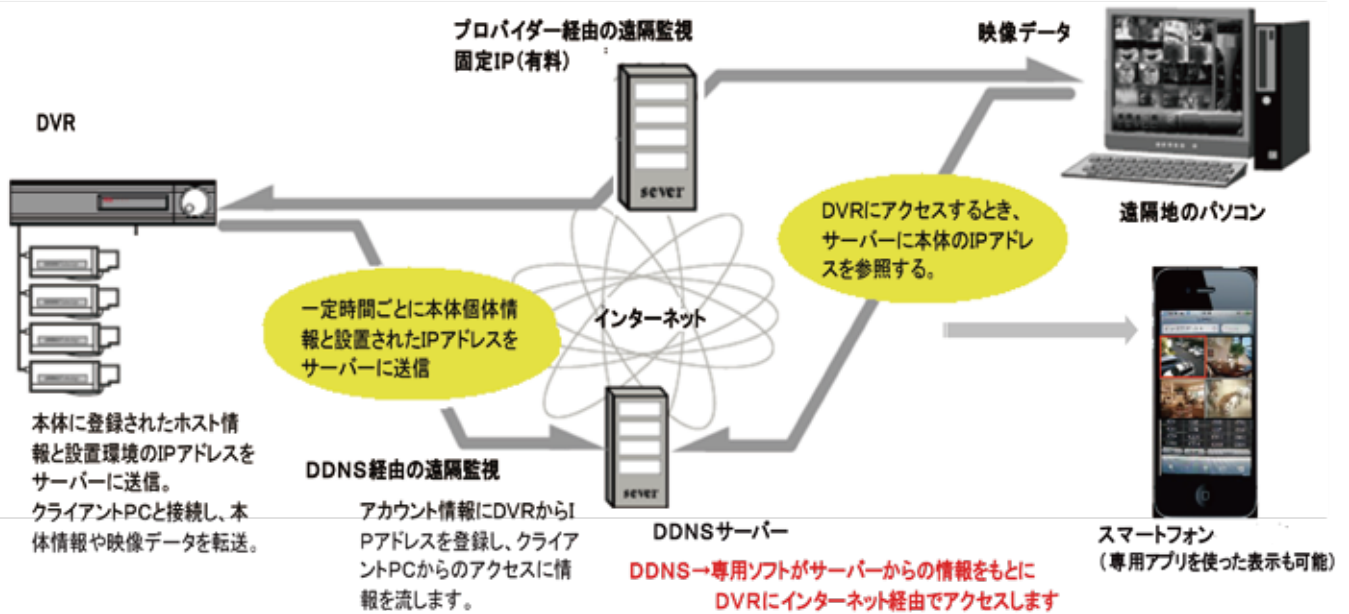 プロバイダー経由の遠隔監視
固定IP(有料)
映像データ
DVR
sever
遠隔地のパソコン
DVRにアクセスするとき、
サーバーに本体のIPアドレ
スを参照する。
一定時間ごとに本体個体情
報と設置されたIPアドレスを
サーバーに送信
インターネット
本体に登録されたホスト情
報と設置環境のIPアドレスを
サーバーに送信。
クライアントPCと接続し、本
体情報や映像データを転送。
DDNS経由の遠隔監視
アカウント情報にDVRからI
Pアドレスを登録し、クライア
ントPCからのアクセスに情
報を流します。
sever
DDNSサーバー
DDNS→専用ソフトがサーバーからの情報をもとに
DVRにインターネット経由でアクセスします
スマートフォン
(専用アプリを使った表示も可能)